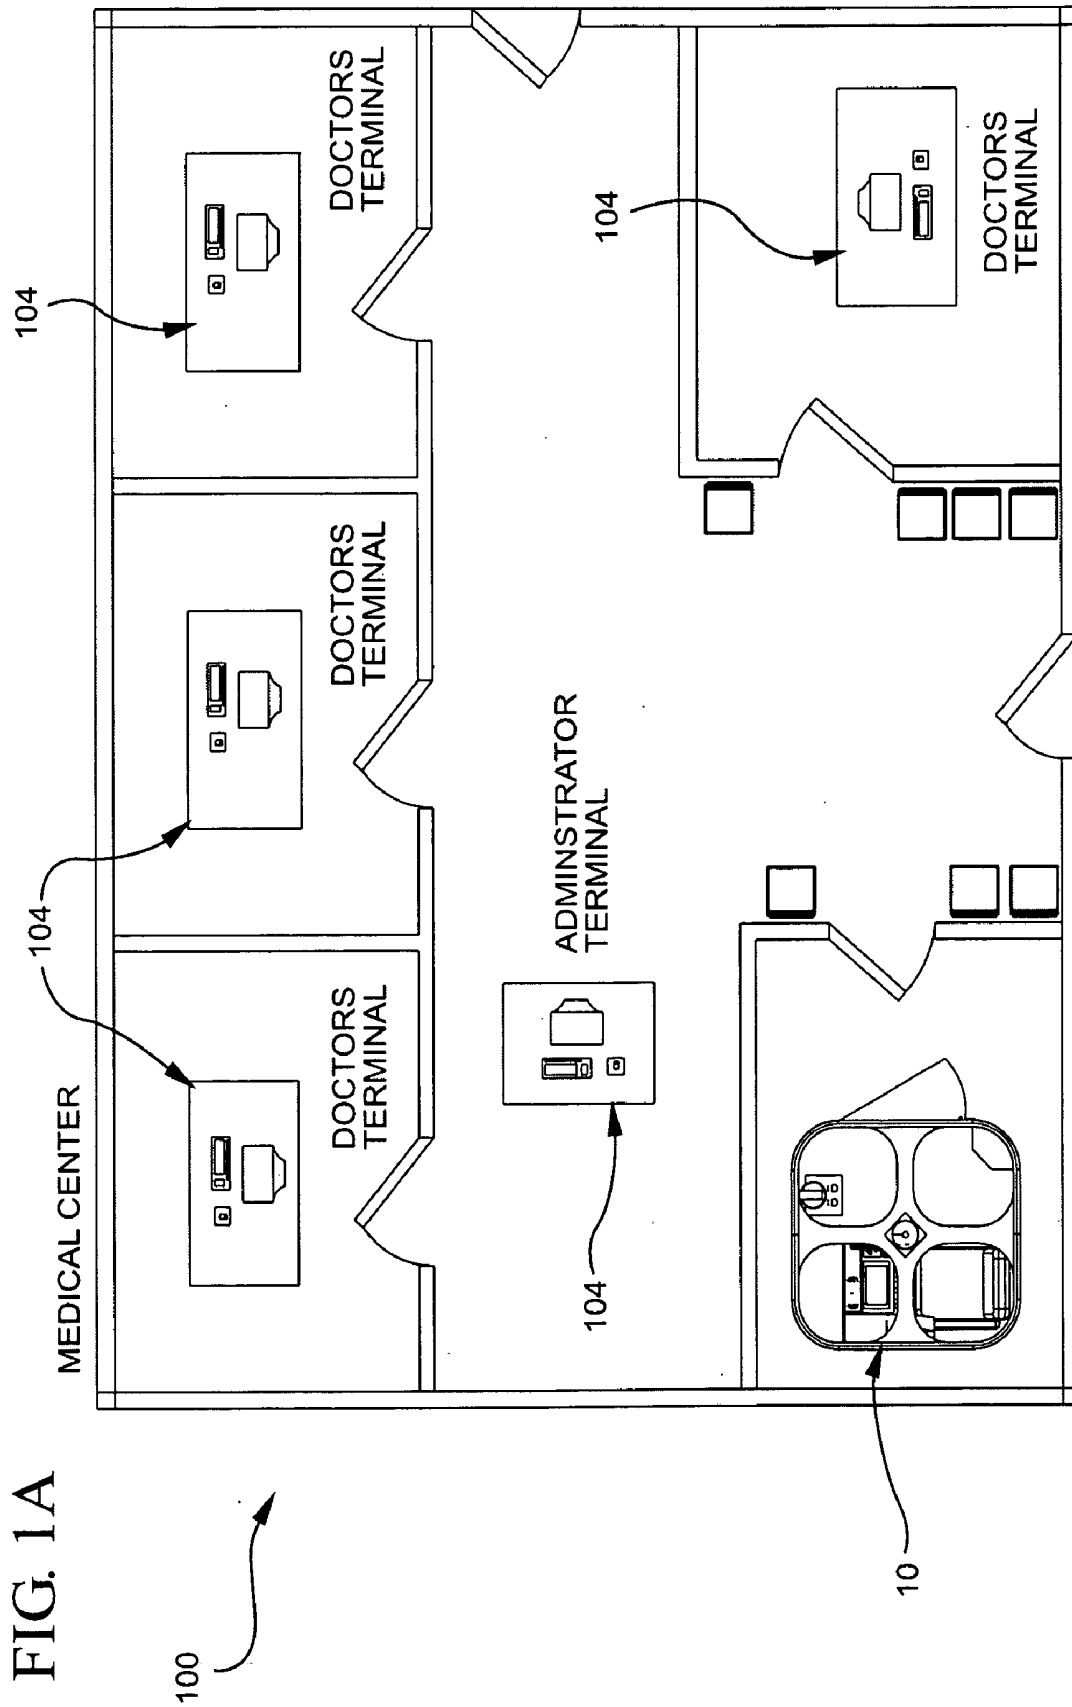 FIG. 1A
100
MEDICAL CENTER
104
104
DOCTORS
TERMINAL
DOCTORS
TERMINAL
DOCTORS
TERMINAL
ADMINSTRATOR
TERMINAL
104
104
DOCTORS
TERMINAL
10